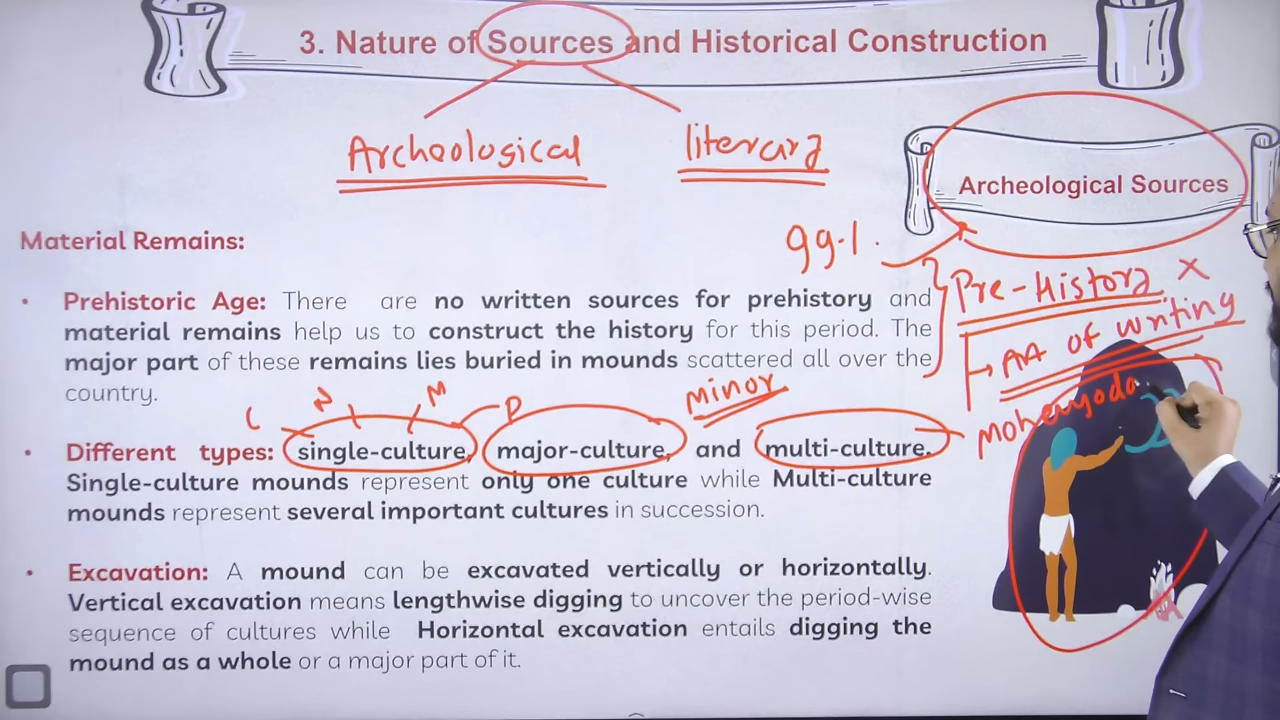 3. Nature of Sources and Historical Construction
Archeological
literary
Archeological Sources
Material Remains:
99.1.
Pre-History X
Art of writing
• Prehistoric Age: There are no written sources for prehistory and
material remains help us to construct the history for this period. The
major part of these remains lies buried in mounds scattered all over the
country.
L N M P
minor
mohenjoda
• Different types: single-culture, major-culture, and multi-culture.
Single-culture mounds represent only one culture while Multi-culture
mounds represent several important cultures in succession.
• Excavation: A mound can be excavated vertically or horizontally.
Vertical excavation means lengthwise digging to uncover the period-wise
sequence of cultures while Horizontal excavation entails digging the
mound as a whole or a major part of it.